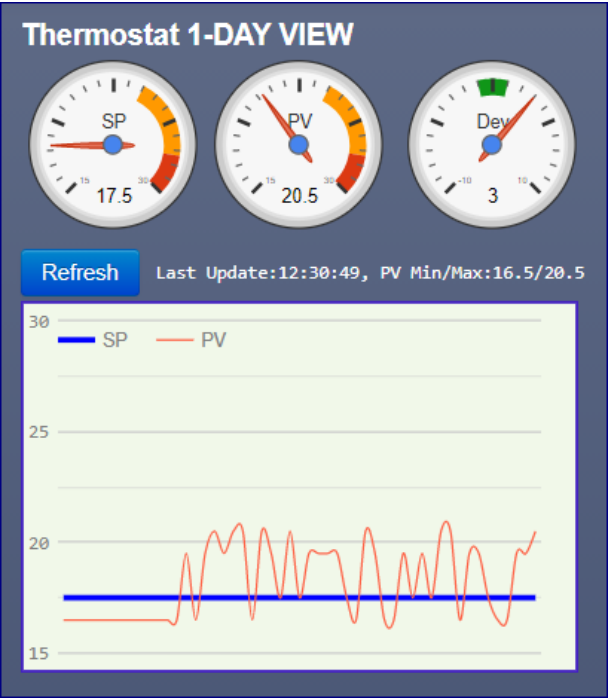 Thermostat 1-DAY VIEW
SP
15 30
17.5
PV
15 30
20.5
Dev
-10 10
3
Refresh
Last Update:12:30:49, PV Min/Max:16.5/20.5
30
SP PV
25
20
15